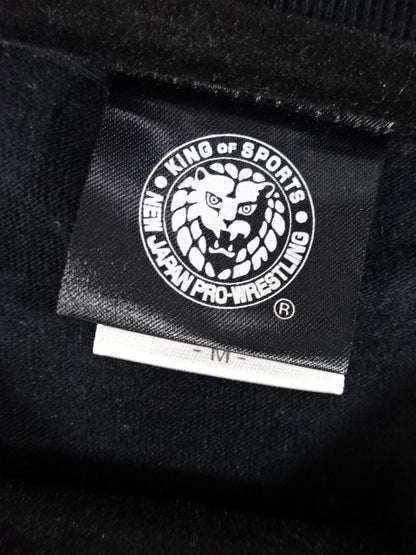 KING OF SPORTS
NEW JAPAN PRO-WRESTLING
®
- M -